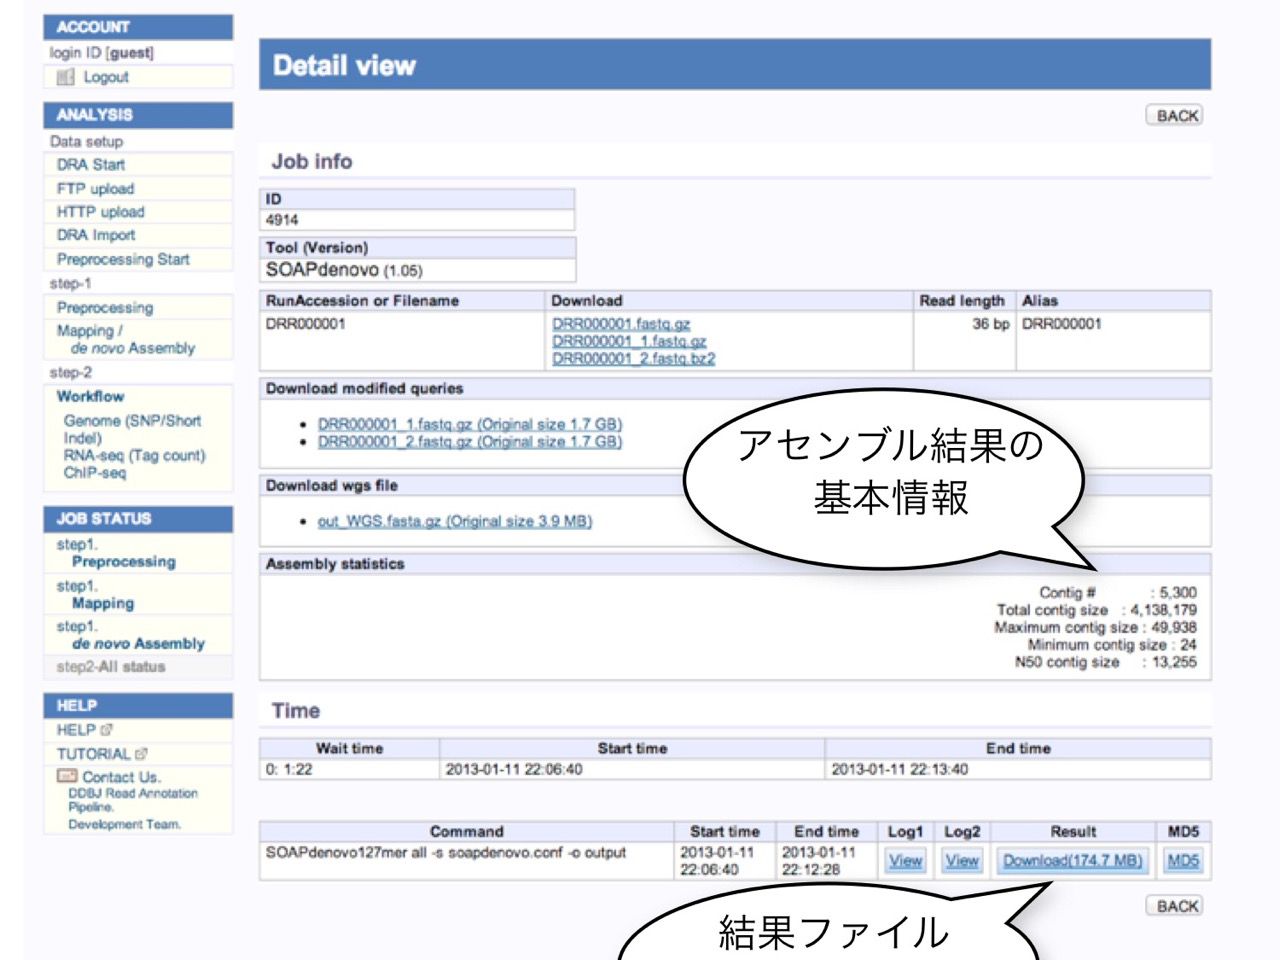 ACCOUNT
login ID [guest]
Logout
ANALYSIS
Data setup
DRA Start
FTP upload
HTTP upload
DRA Import
Preprocessing Start
step-1
Preprocessing
Mapping /
de novo Assembly
step-2
Workflow
Genome (SNP/Short
Indel)
RNA-seq (Tag count)
ChIP-seq
JOB STATUS
step1.
Preprocessing
step1.
Mapping
step1.
de novo Assembly
step2-All status
HELP
HELP
TUTORIAL
Contact Us.
DDBJ Read Annotation
Pipeline.
Development Team.
Detail view
BACK
Job info
ID
4914
Tool (Version)
SOAPdenovo (1.05)
RunAccession or Filename Download Read length Alias
DRR000001 DRR000001.fastq.gz 36 bp DRR000001
DRR000001_1.fastq.gz
DRR000001_2.fastq.bz2
Download modified queries
• DRR000001_1.fastq.gz (Original size 1.7 GB)
• DRR000001_2.fastq.gz (Original size 1.7 GB)
アセンブル結果の
基本情報
Download wgs file
• out_WGS.fasta.gz (Original size 3.9 MB)
Assembly statistics
Contig # : 5,300
Total contig size : 4,138,179
Maximum contig size : 49,938
Minimum contig size : 24
N50 contig size : 13,255
Time
Wait time Start time End time
0: 1:22 2013-01-11 22:06:40 2013-01-11 22:13:40
Command Start time End time Log1 Log2 Result MD5
SOAPdenovo127mer all -s soapdenovo.conf -o output 2013-01-11 2013-01-11 View View Download(174.7 MB) MD5
22:06:40 22:12:28
BACK
結果ファイル